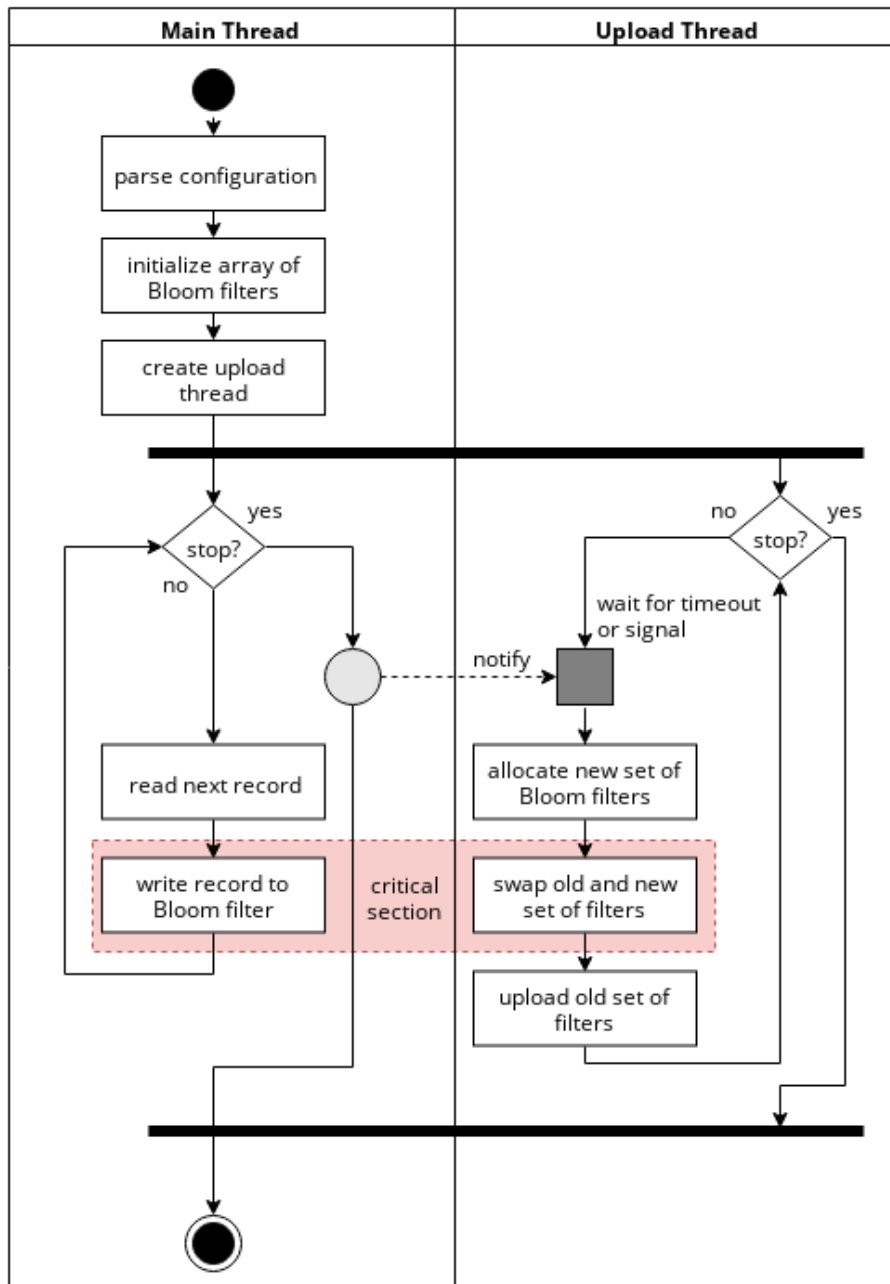 Main Thread
Upload Thread
parse configuration
initialize array of
Bloom filters
create upload
thread
yes
stop?
no
no
yes
stop?
wait for timeout
or signal
notify
read next record
allocate new set of
Bloom filters
write record to
Bloom filter
critical
section
swap old and new
set of filters
upload old set of
filters